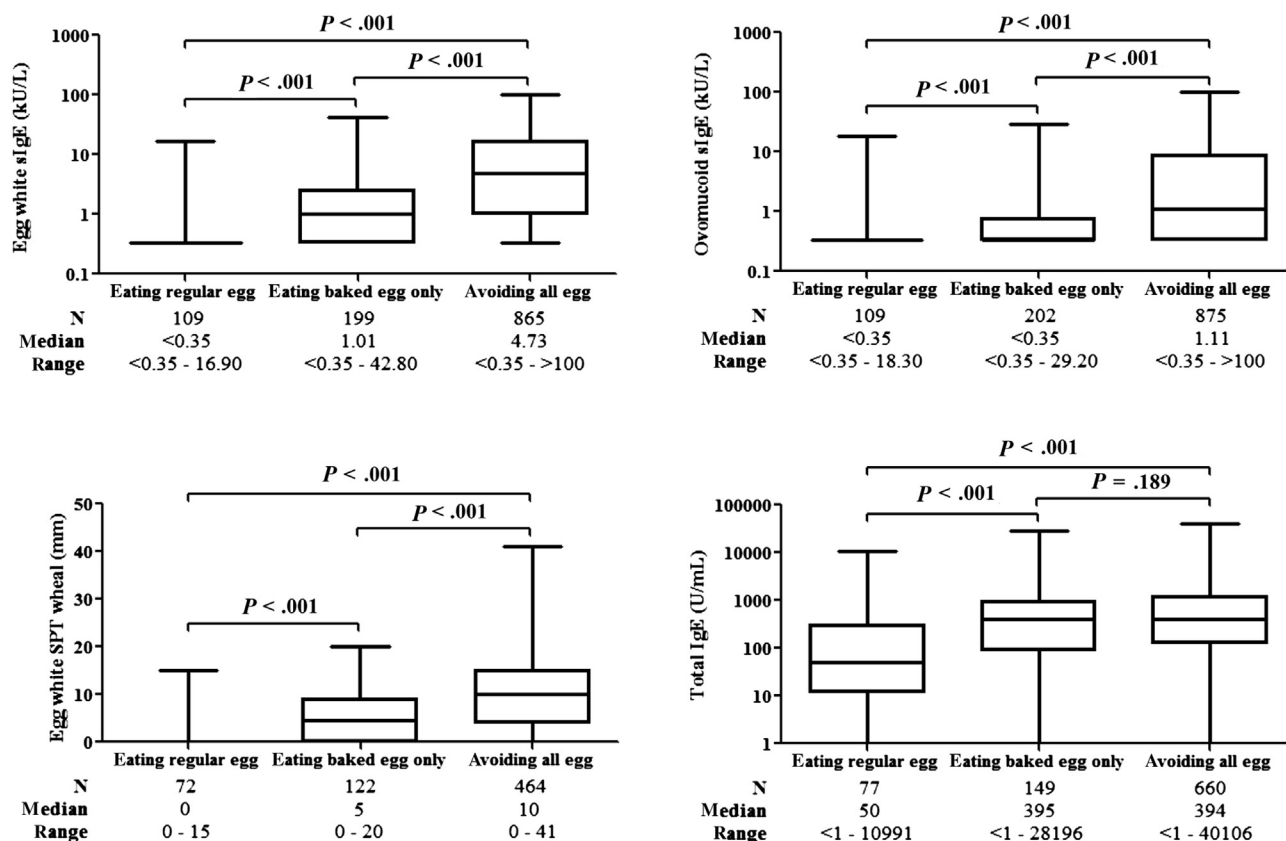 P < .001
P < .001
P < .001
Egg white sIgE (kU/L)
1000
100
10
1
0.1
Eating regular egg Eating baked egg only Avoiding all egg
N 109 199 865
Median <0.35 1.01 4.73
Range <0.35 - 16.90 <0.35 - 42.80 <0.35 - >100
P < .001
P < .001
P < .001
Ovomucoid sIgE (kU/L)
1000
100
10
1
0.1
Eating regular egg Eating baked egg only Avoiding all egg
N 109 202 875
Median <0.35 <0.35 1.11
Range <0.35 - 18.30 <0.35 - 29.20 <0.35 - >100
P < .001
P < .001
P < .001
Egg white SPT wheal (mm)
50
40
30
20
10
0
Eating regular egg Eating baked egg only Avoiding all egg
N 72 122 464
Median 0 5 10
Range 0 - 15 0 - 20 0 - 41
P < .001
P = .189
P < .001
Total IgE (U/mL)
100000
10000
1000
100
10
1
Eating regular egg Eating baked egg only Avoiding all egg
N 77 149 660
Median 50 395 394
Range <1 - 10991 <1 - 28196 <1 - 40106